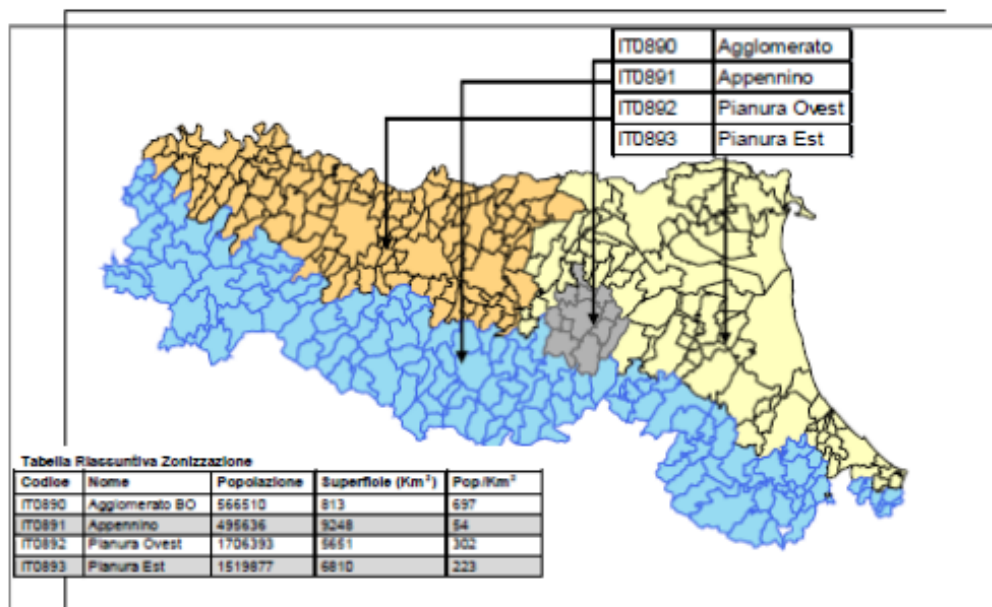 IT0890 Agglomerato
IT0891 Appennino
IT0892 Pianura Ovest
IT0893 Pianura Est
Tabella Riassuntiva Zonizzazione
Codice Nome Popolazione Superficie (Km²) Pop/Km²
IT0890 Agglomerato BO 566510 813 697
IT0891 Appennino 495636 9248 54
IT0892 Pianura Ovest 1706393 5651 302
IT0893 Pianura Est 1519877 6810 223